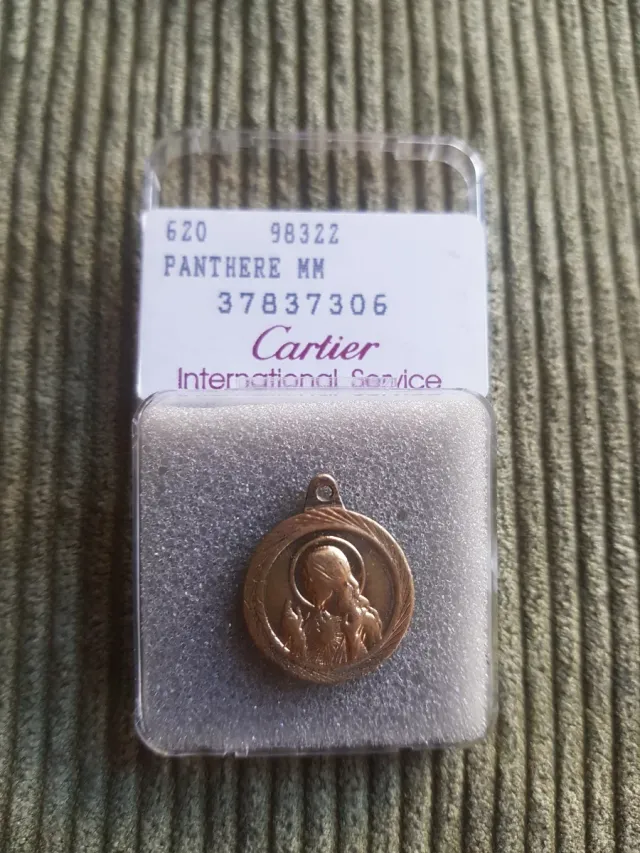 620 98322
PANTHERE MM
37837306
Cartier
International Service